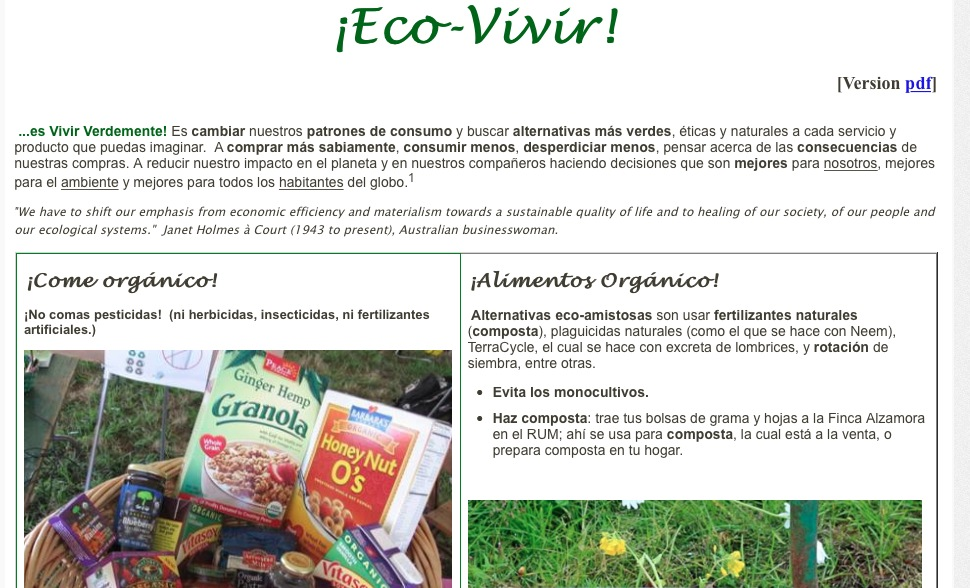 ¡Eco-Vivir!
[Version pdf]
...es Vivir Verdemente! Es cambiar nuestros patrones de consumo y buscar alternativas más verdes, éticas y naturales a cada servicio y
producto que puedas imaginar.  A comprar más sabiamente, consumir menos, desperdiciar menos, pensar acerca de las consecuencias de
nuestras compras. A reducir nuestro impacto en el planeta y en nuestros compañeros haciendo decisiones que son mejores para nosotros, mejores
para el ambiente y mejores para todos los habitantes del globo.1
"We have to shift our emphasis from economic efficiency and materialism towards a sustainable quality of life and to healing of our society, of our people and
our ecological systems."  Janet Holmes à Court (1943 to present), Australian businesswoman.
¡Come orgánico!
¡No comas pesticidas!  (ni herbicidas, insecticidas, ni fertilizantes
artificiales.)
PEACE
Ginger Hemp
Granola
Whole
Grain
BARBARA'S
ORGANIC
Honey Nut
O's
Blueberry
Vitasoy
ORGANIC
Vitasoy
Organic
¡Alimentos Orgánico!
Alternativas eco-amistosas son usar fertilizantes naturales
(composta), plaguicidas naturales (como el que se hace con Neem),
TerraCycle, el cual se hace con excreta de lombrices, y rotación de
siembra, entre otras.
• Evita los monocultivos.
• Haz composta: trae tus bolsas de grama y hojas a la Finca Alzamora
en el RUM; ahí se usa para composta, la cual está a la venta, o
prepara composta en tu hogar.